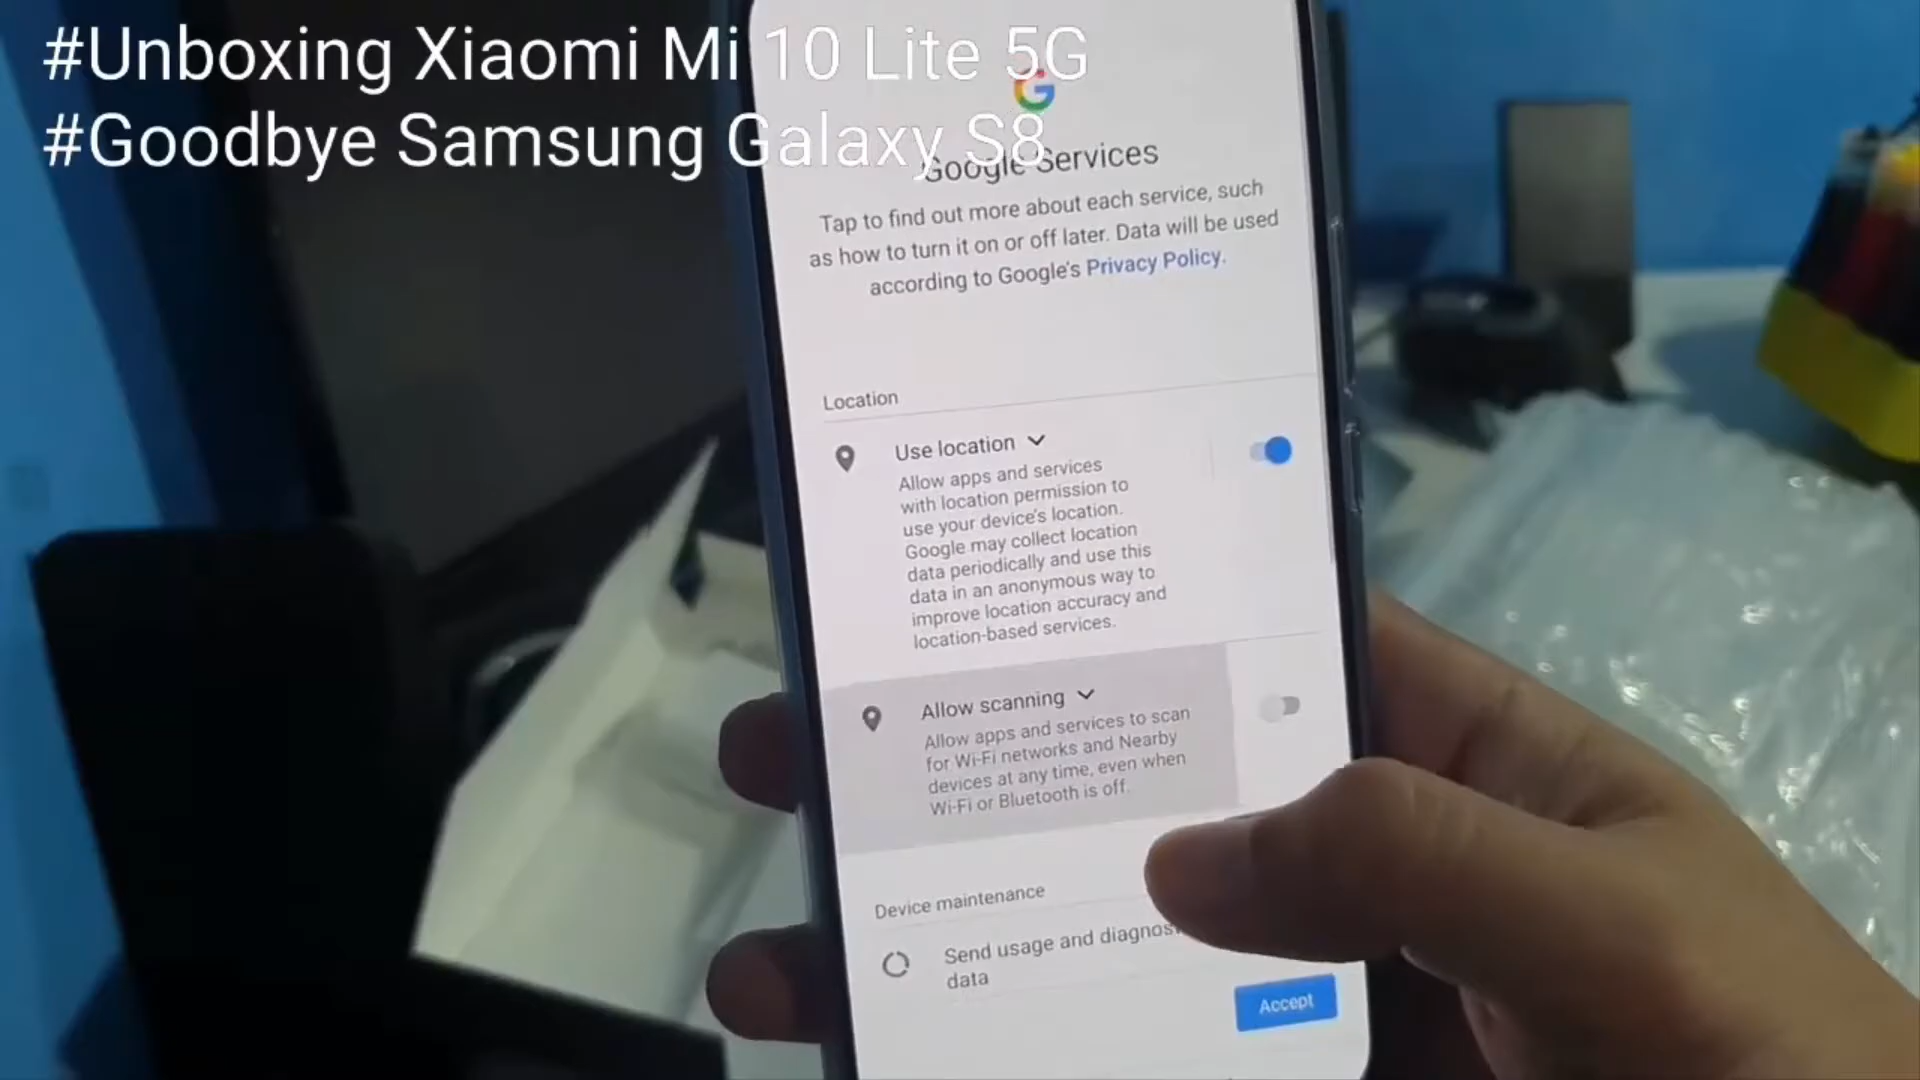 #Unboxing Xiaomi Mi 10 Lite 5G
#Goodbye Samsung Galaxy S8
Google Services
Tap to find out more about each service, such
as how to turn it on or off later. Data will be used
according to Google's Privacy Policy.
Location
Use location
Allow apps and services
with location permission to
use your device's location.
Google may collect location
data periodically and use this
data in an anonymous way to
improve location accuracy and
location-based services.
Allow scanning
Allow apps and services to scan
for Wi-Fi networks and Nearby
devices at any time, even when
Wi-Fi or Bluetooth is off.
Device maintenance
Send usage and
data
Accept